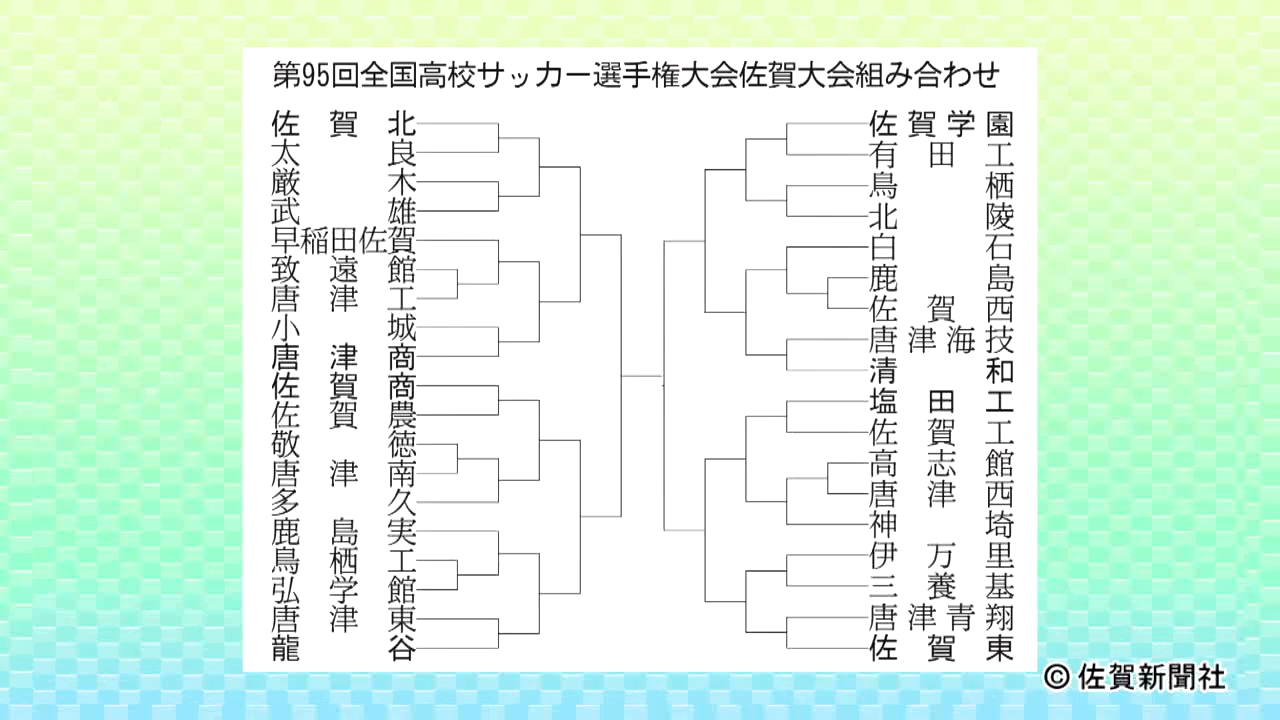 第95回全国高校サッカー選手権大会佐賀大会組み合わせ
佐賀北
太良
厳木
武雄
早稲田佐賀
致遠館
唐津工
小城
唐津商
佐賀商
佐賀農
敬徳
唐津南
多久
鹿島実
鳥栖工
弘学館
唐津東
龍谷
佐賀学園
有田工
鳥栖
北陵
白石
鹿島
佐賀西
唐津海技
清和
塩田工
佐賀工
高志館
唐津西
神埼
伊万里
三養基
唐津青翔
佐賀東
© 佐賀新聞社